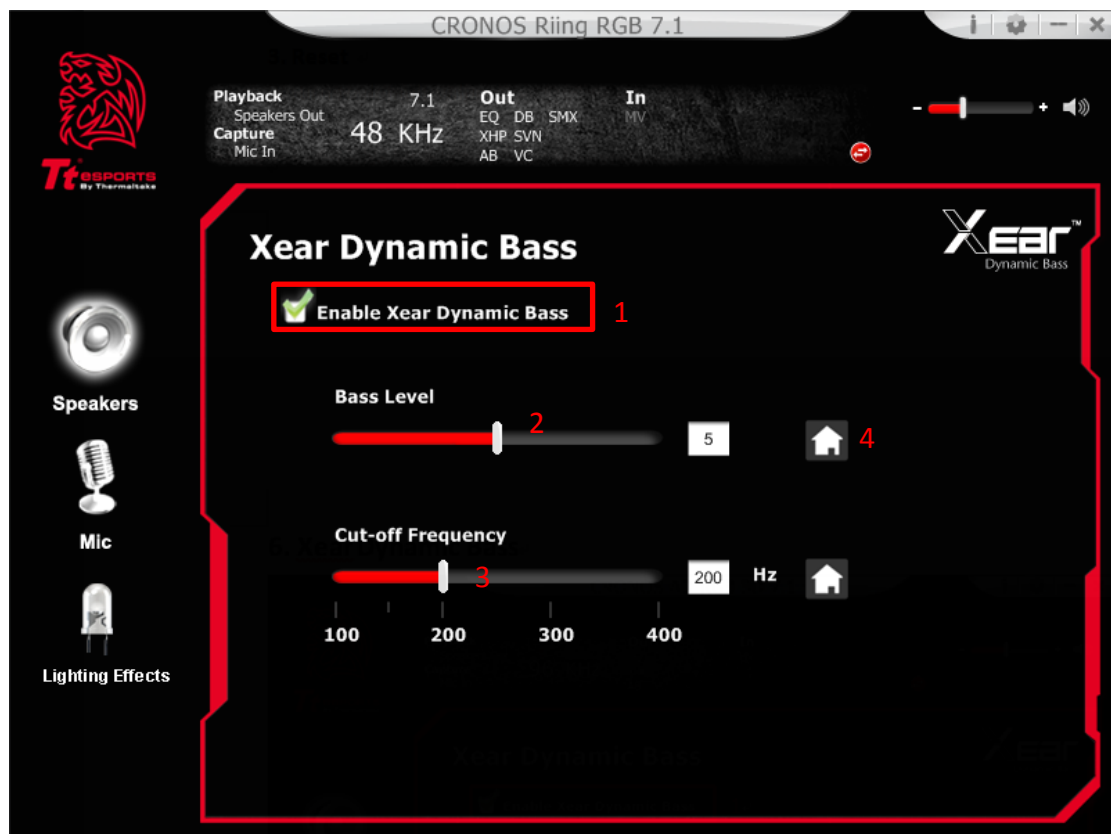 CRONOS Riing RGB 7.1
Playback 7.1 Out In
Speakers Out EQ DB SMX MV
Capture 48 KHz XHP SVN
Mic In AB VC
- +
Tt eSPORTS
By Thermaltake
Xear Dynamic Bass
Xear™
Dynamic Bass
Enable Xear Dynamic Bass 1
Speakers
Bass Level
2
5
4
Mic
Cut-off Frequency
3
200 Hz
100 200 300 400
Lighting Effects